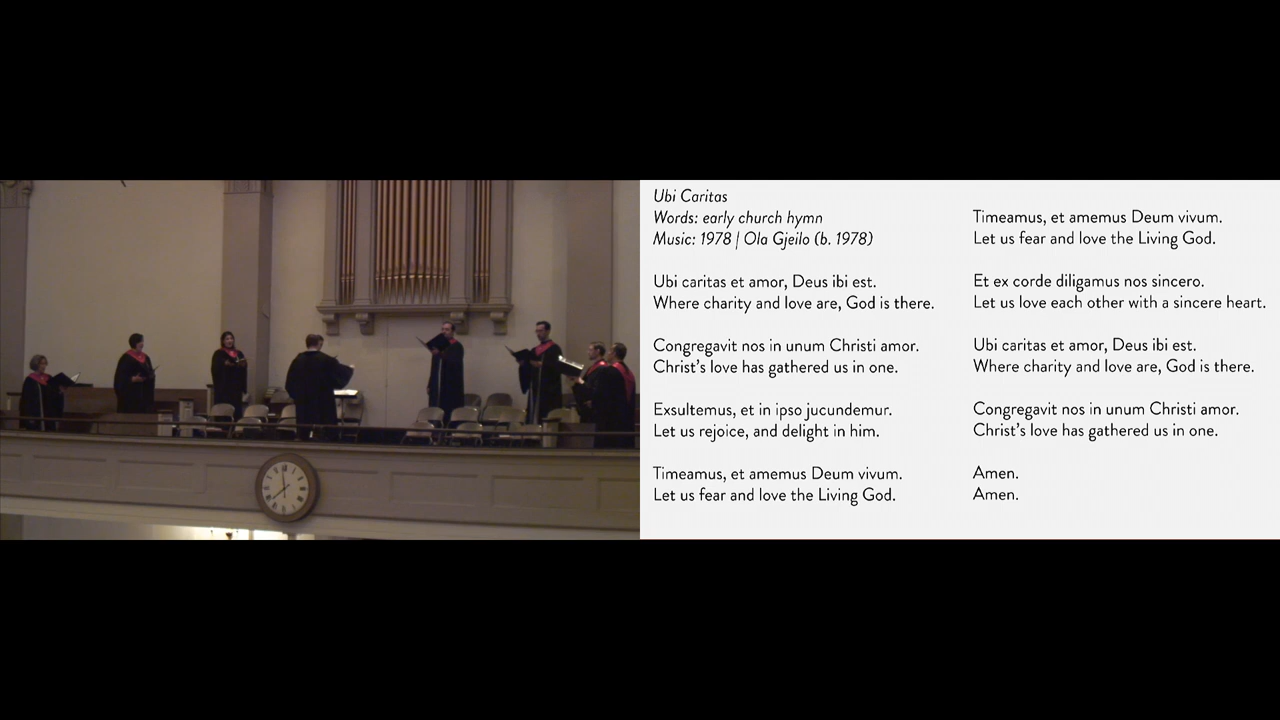 Ubi Caritas
Words: early church hymn
Music: 1978 | Ola Gjeilo (b. 1978)
Ubi caritas et amor, Deus ibi est.
Where charity and love are, God is there.
Congregavit nos in unum Christi amor.
Christ's love has gathered us in one.
Exsultemus, et in ipso jucundemur.
Let us rejoice, and delight in him.
Timeamus, et amemus Deum vivum.
Let us fear and love the Living God.
Timeamus, et amemus Deum vivum.
Let us fear and love the Living God.
Et ex corde diligamus nos sincero.
Let us love each other with a sincere heart.
Ubi caritas et amor, Deus ibi est.
Where charity and love are, God is there.
Congregavit nos in unum Christi amor.
Christ's love has gathered us in one.
Amen.
Amen.